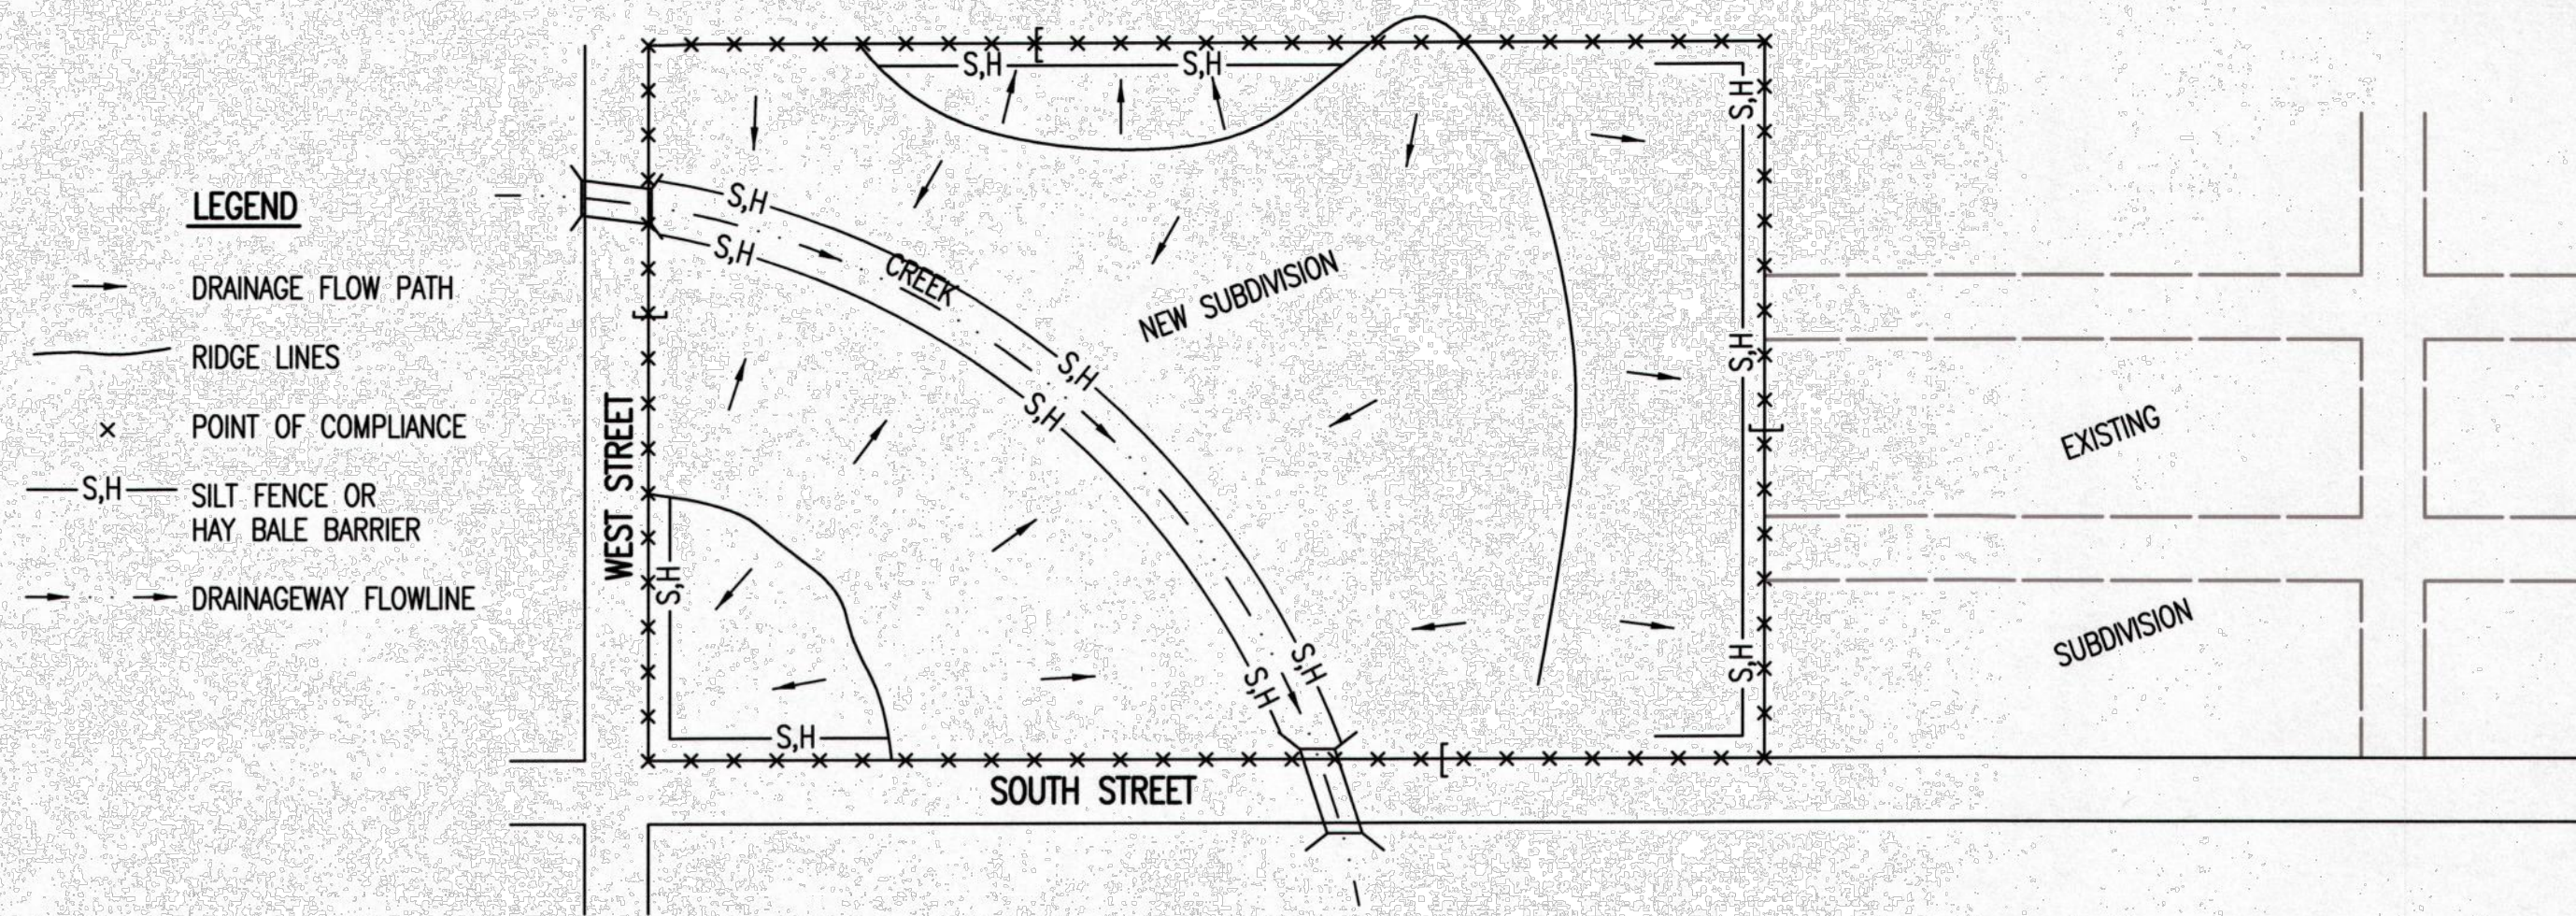 LEGEND
DRAINAGE FLOW PATH
RIDGE LINES
POINT OF COMPLIANCE
S,H
SILT FENCE OR
HAY BALE BARRIER
DRAINAGEWAY FLOWLINE
S,H
S,H
S,H
S,H
S,H
CREEK
NEW SUBDIVISION
S,H
S,H
S,H
WEST STREET
S,H
S,H
S,H
S,H
S,H
SOUTH STREET
EXISTING
SUBDIVISION